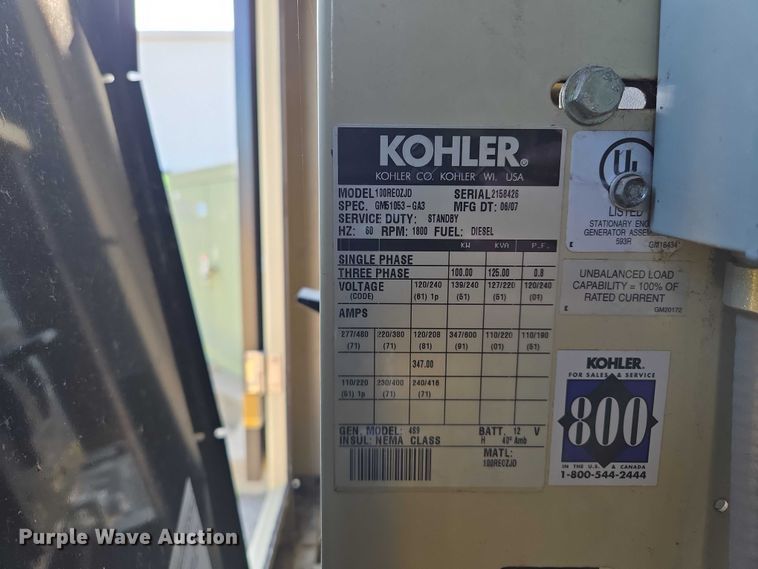 KOHLER®
KOHLER CO. KOHLER WI. USA
MODEL 100REOZJD SERIAL 2158426
SPEC. GM51053-GA3 MFG DT: 06/07
SERVICE DUTY: STANDBY
HZ: 60 RPM: 1800 FUEL: DIESEL
KW KVA P.F.
SINGLE PHASE
THREE PHASE 100.00 125.00 0.8
VOLTAGE 120/240 139/240 127/220 120/240
(CODE) (61) 1p (51) (51) (01)
AMPS
277/480 220/380 120/208 347/600 110/220 110/190
(71) (71) (81) (91) (01) (51)
347.00
110/220 230/400 240/416
(61) 1p (71) (71)
GEN. MODEL: 4S9 BATT. 12 V
INSUL: NEMA CLASS H 40° Amb
MATL:
100REOZJD
UL
LISTED
STATIONARY ENG
GENERATOR ASSEM
593R GM16434
UNBALANCED LOAD
CAPABILITY = 100% OF
RATED CURRENT
GM20172
KOHLER®
FOR SALES & SERVICE
800
IN THE U.S. & CANADA
1-800-544-2444
Purple Wave Auction